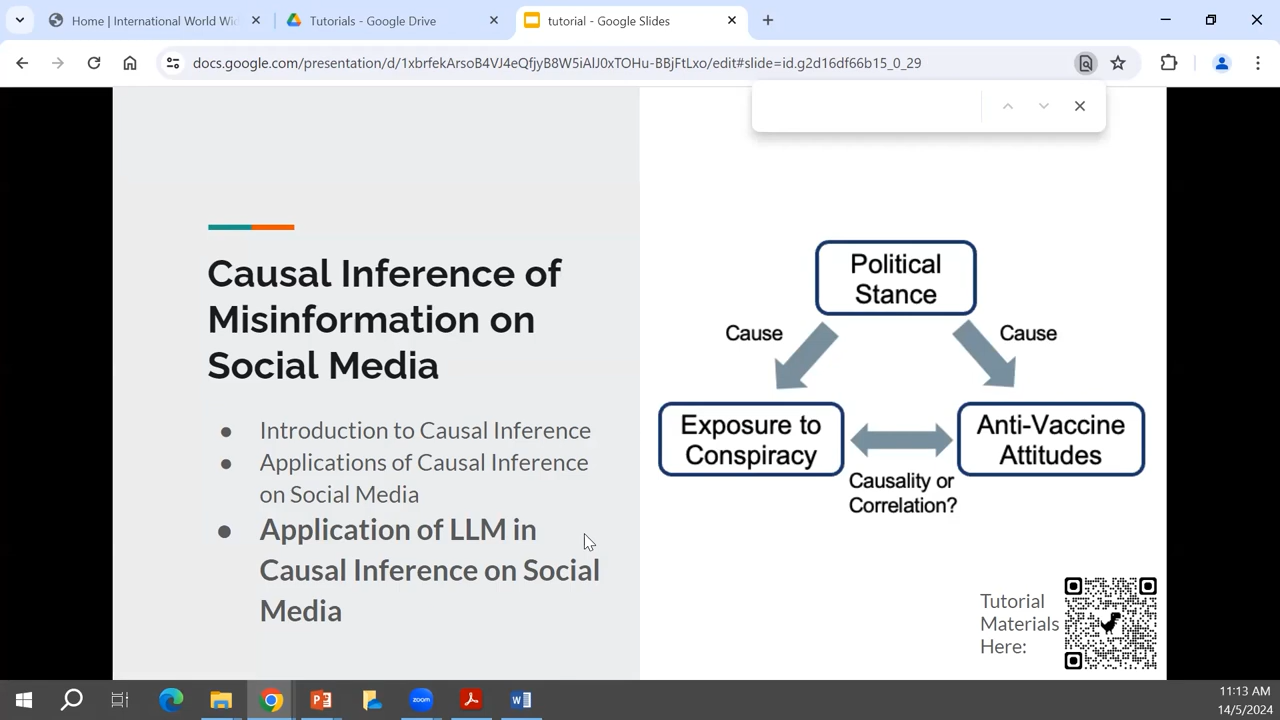 Home | International World Wid
Tutorials - Google Drive
tutorial - Google Slides
docs.google.com/presentation/d/1xbrfekArsoB4VJ4eQfjyB8W5iAlJ0xTOHu-BBjFtLxo/edit#slide=id.g2d16df66b15_0_29
Causal Inference of
Misinformation on
Social Media
● Introduction to Causal Inference
● Applications of Causal Inference
on Social Media
● Application of LLM in
Causal Inference on Social
Media
Political
Stance
Cause
Cause
Exposure to
Conspiracy
Anti-Vaccine
Attitudes
Causality or
Correlation?
Tutorial
Materials
Here:
11:13 AM
14/5/2024